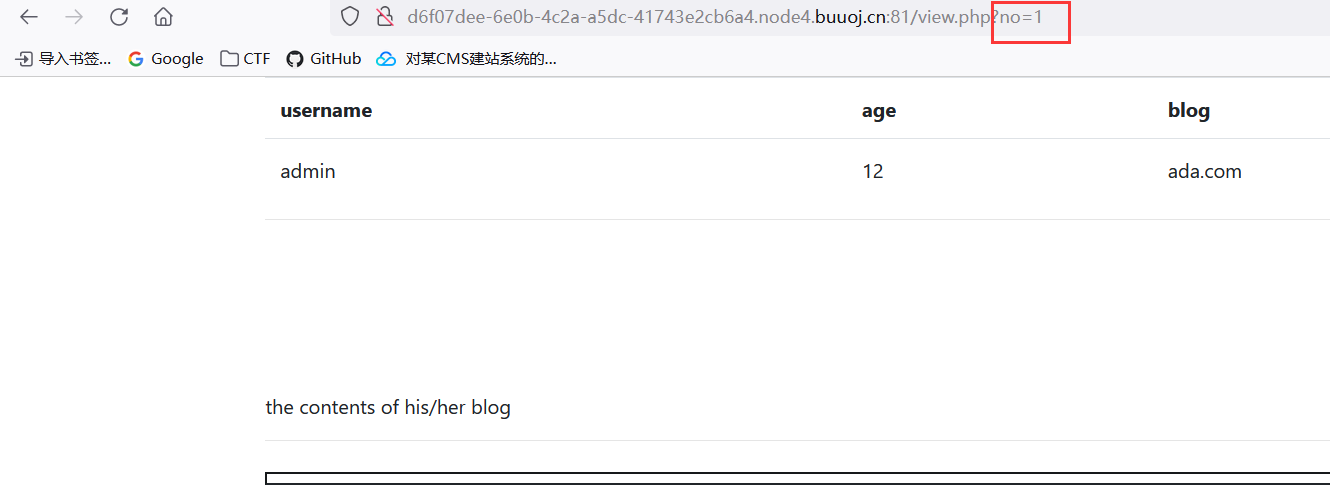 d6f07dee-6e0b-4c2a-a5dc-41743e2cb6a4.node4.buuoj.cn:81/view.php?no=1
导入书签... Google CTF GitHub 对某CMS建站系统的...
username age blog
admin 12 ada.com
the contents of his/her blog